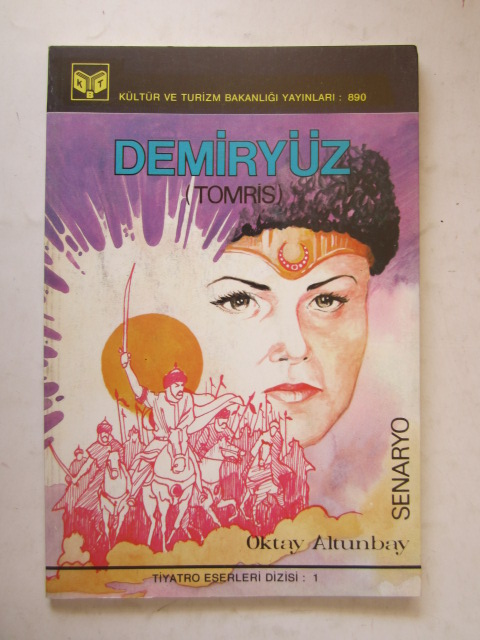 K T
B
KÜLTÜR VE TURİZM BAKANLIĞI YAYINLARI : 890
DEMİRYÜZ
(TOMRİS)
SENARYO
Oktay Altunbay
TİYATRO ESERLERİ DİZİSİ : 1